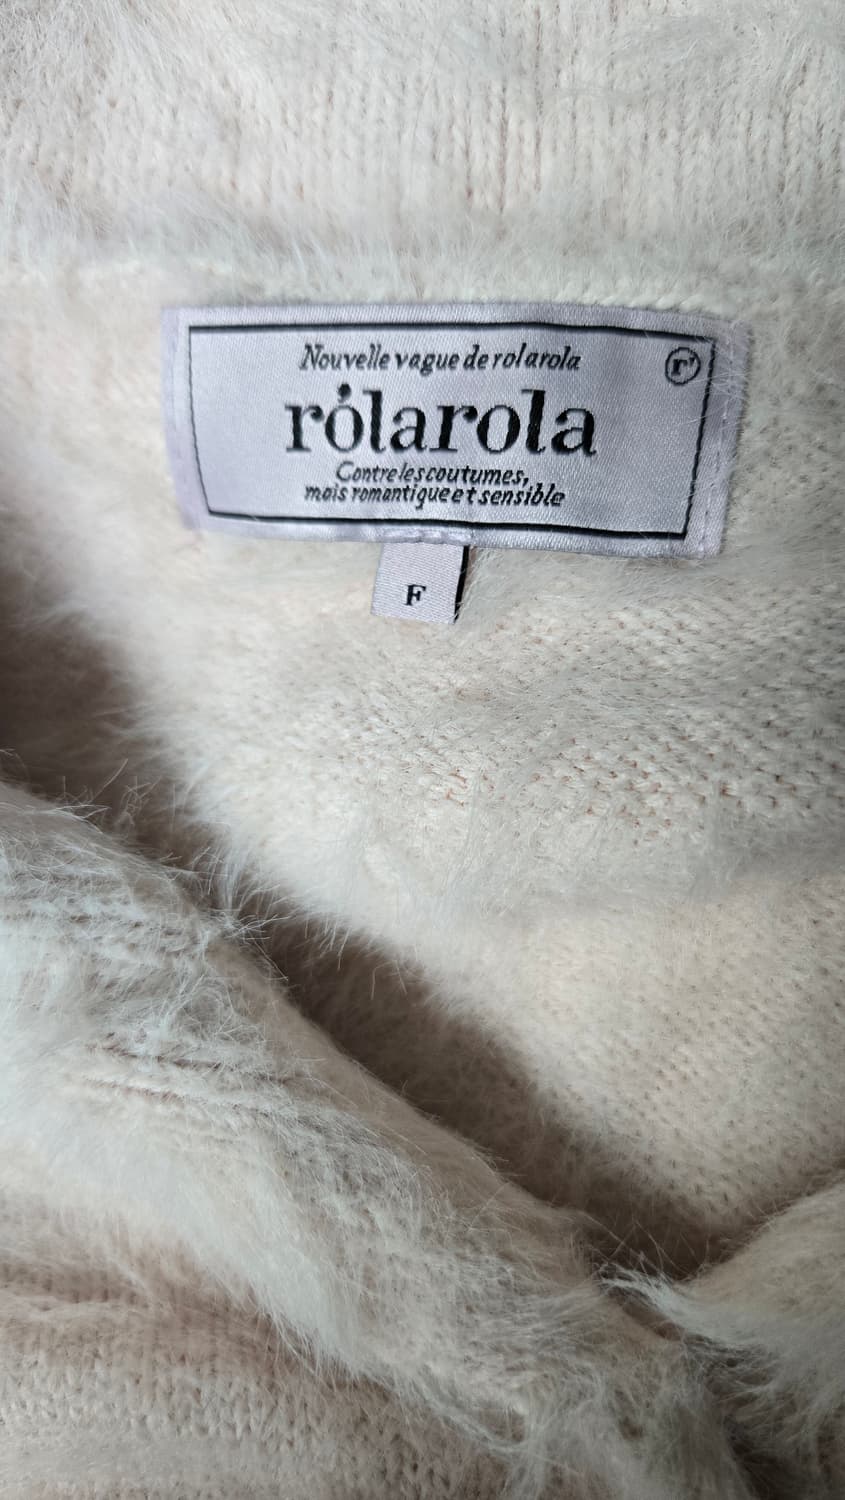 Nouvelle vague de rolarola
r'
rólarola
Contre les coutumes,
mais romantique et sensible
F